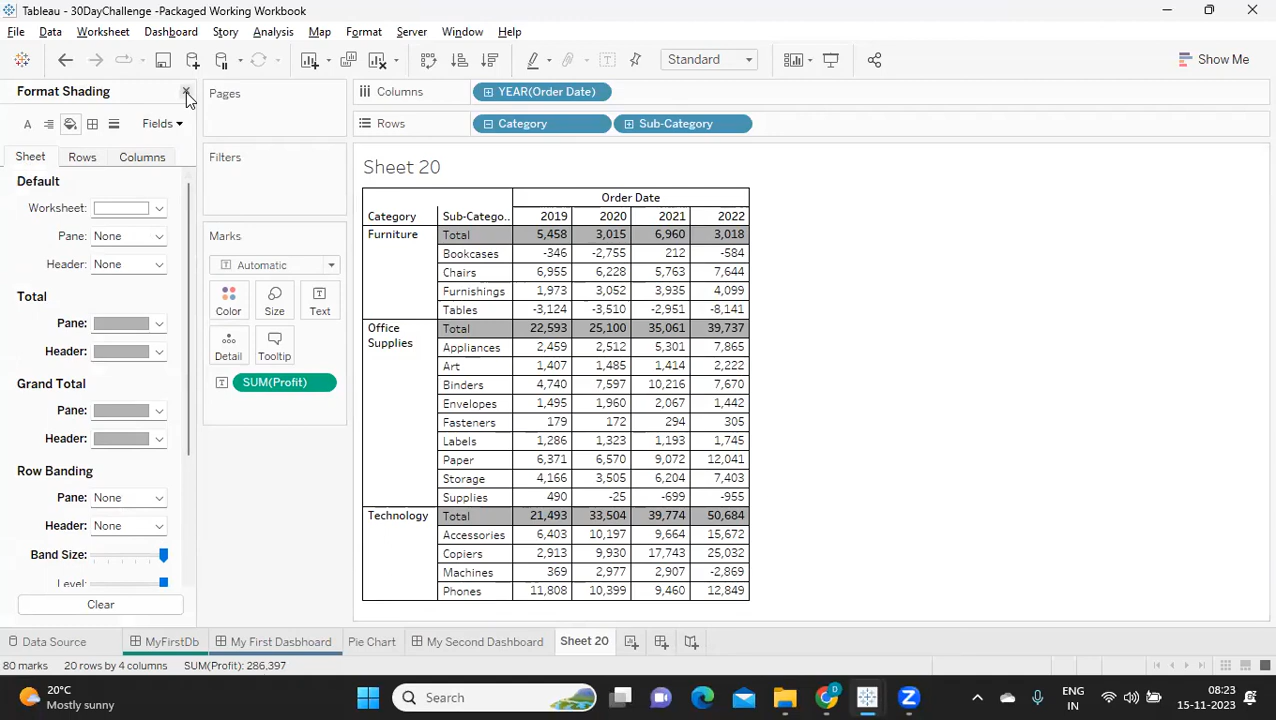 Tableau - 30DayChallenge -Packaged Working Workbook
File Data Worksheet Dashboard Story Analysis Map Format Server Window Help
Standard
Show Me
Format Shading
Pages
Columns
YEAR(Order Date)
Fields
Rows
Category
Sub-Category
Sheet Rows Columns
Filters
Sheet 20
Default
Worksheet:
Pane: None
Header: None
Total
Pane:
Header:
Grand Total
Pane:
Header:
Row Banding
Pane: None
Header: None
Band Size:
Level:
Clear
Marks
Automatic
Color Size Text
Detail Tooltip
SUM(Profit)
Order Date
Category Sub-Catego.. 2019 2020 2021 2022
Furniture Total 5,458 3,015 6,960 3,018
Bookcases -346 -2,755 212 -584
Chairs 6,955 6,228 5,763 7,644
Furnishings 1,973 3,052 3,935 4,099
Tables -3,124 -3,510 -2,951 -8,141
Office Supplies Total 22,593 25,100 35,061 39,737
Appliances 2,459 2,512 5,301 7,865
Art 1,407 1,485 1,414 2,222
Binders 4,740 7,597 10,216 7,670
Envelopes 1,495 1,960 2,067 1,442
Fasteners 179 172 294 305
Labels 1,286 1,323 1,193 1,745
Paper 6,371 6,570 9,072 12,041
Storage 4,166 3,505 6,204 7,403
Supplies 490 -25 -699 -955
Technology Total 21,493 33,504 39,774 50,684
Accessories 6,403 10,197 9,664 15,672
Copiers 2,913 9,930 17,743 25,032
Machines 369 2,977 2,907 -2,869
Phones 11,808 10,399 9,460 12,849
Data Source MyFirstDb My First Dasbhoard Pie Chart My Second Dashboard Sheet 20
80 marks 20 rows by 4 columns SUM(Profit): 286,397
20°C
Mostly sunny
Search
ENG
IN
08:23
15-11-2023